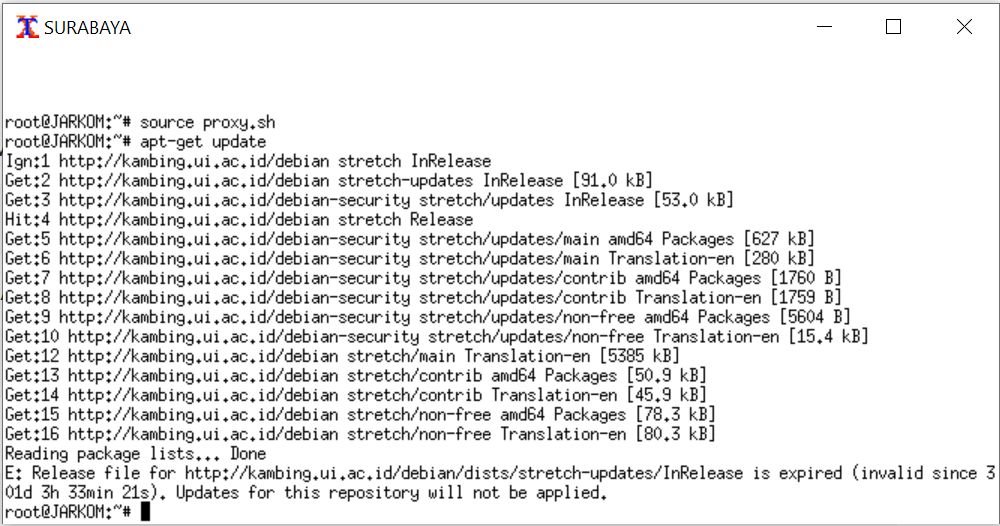 SURABAYA
root@JARKOM:~# source proxy.sh
root@JARKOM:~# apt-get update
Ign:1 http://kambing.ui.ac.id/debian stretch InRelease
Get:2 http://kambing.ui.ac.id/debian stretch-updates InRelease [91.0 kB]
Get:3 http://kambing.ui.ac.id/debian-security stretch/updates InRelease [53.0 kB]
Hit:4 http://kambing.ui.ac.id/debian stretch Release
Get:5 http://kambing.ui.ac.id/debian-security stretch/updates/main amd64 Packages [627 kB]
Get:6 http://kambing.ui.ac.id/debian-security stretch/updates/main Translation-en [280 kB]
Get:7 http://kambing.ui.ac.id/debian-security stretch/updates/contrib amd64 Packages [1760 B]
Get:8 http://kambing.ui.ac.id/debian-security stretch/updates/contrib Translation-en [1759 B]
Get:9 http://kambing.ui.ac.id/debian-security stretch/updates/non-free amd64 Packages [5604 B]
Get:10 http://kambing.ui.ac.id/debian-security stretch/updates/non-free Translation-en [15.4 kB]
Get:12 http://kambing.ui.ac.id/debian stretch/main Translation-en [5385 kB]
Get:13 http://kambing.ui.ac.id/debian stretch/contrib amd64 Packages [50.9 kB]
Get:14 http://kambing.ui.ac.id/debian stretch/contrib Translation-en [45.9 kB]
Get:15 http://kambing.ui.ac.id/debian stretch/non-free amd64 Packages [78.3 kB]
Get:16 http://kambing.ui.ac.id/debian stretch/non-free Translation-en [80.3 kB]
Reading package lists... Done
E: Release file for http://kambing.ui.ac.id/debian/dists/stretch-updates/InRelease is expired (invalid since 3
01d 3h 33min 21s). Updates for this repository will not be applied.
root@JARKOM:~#